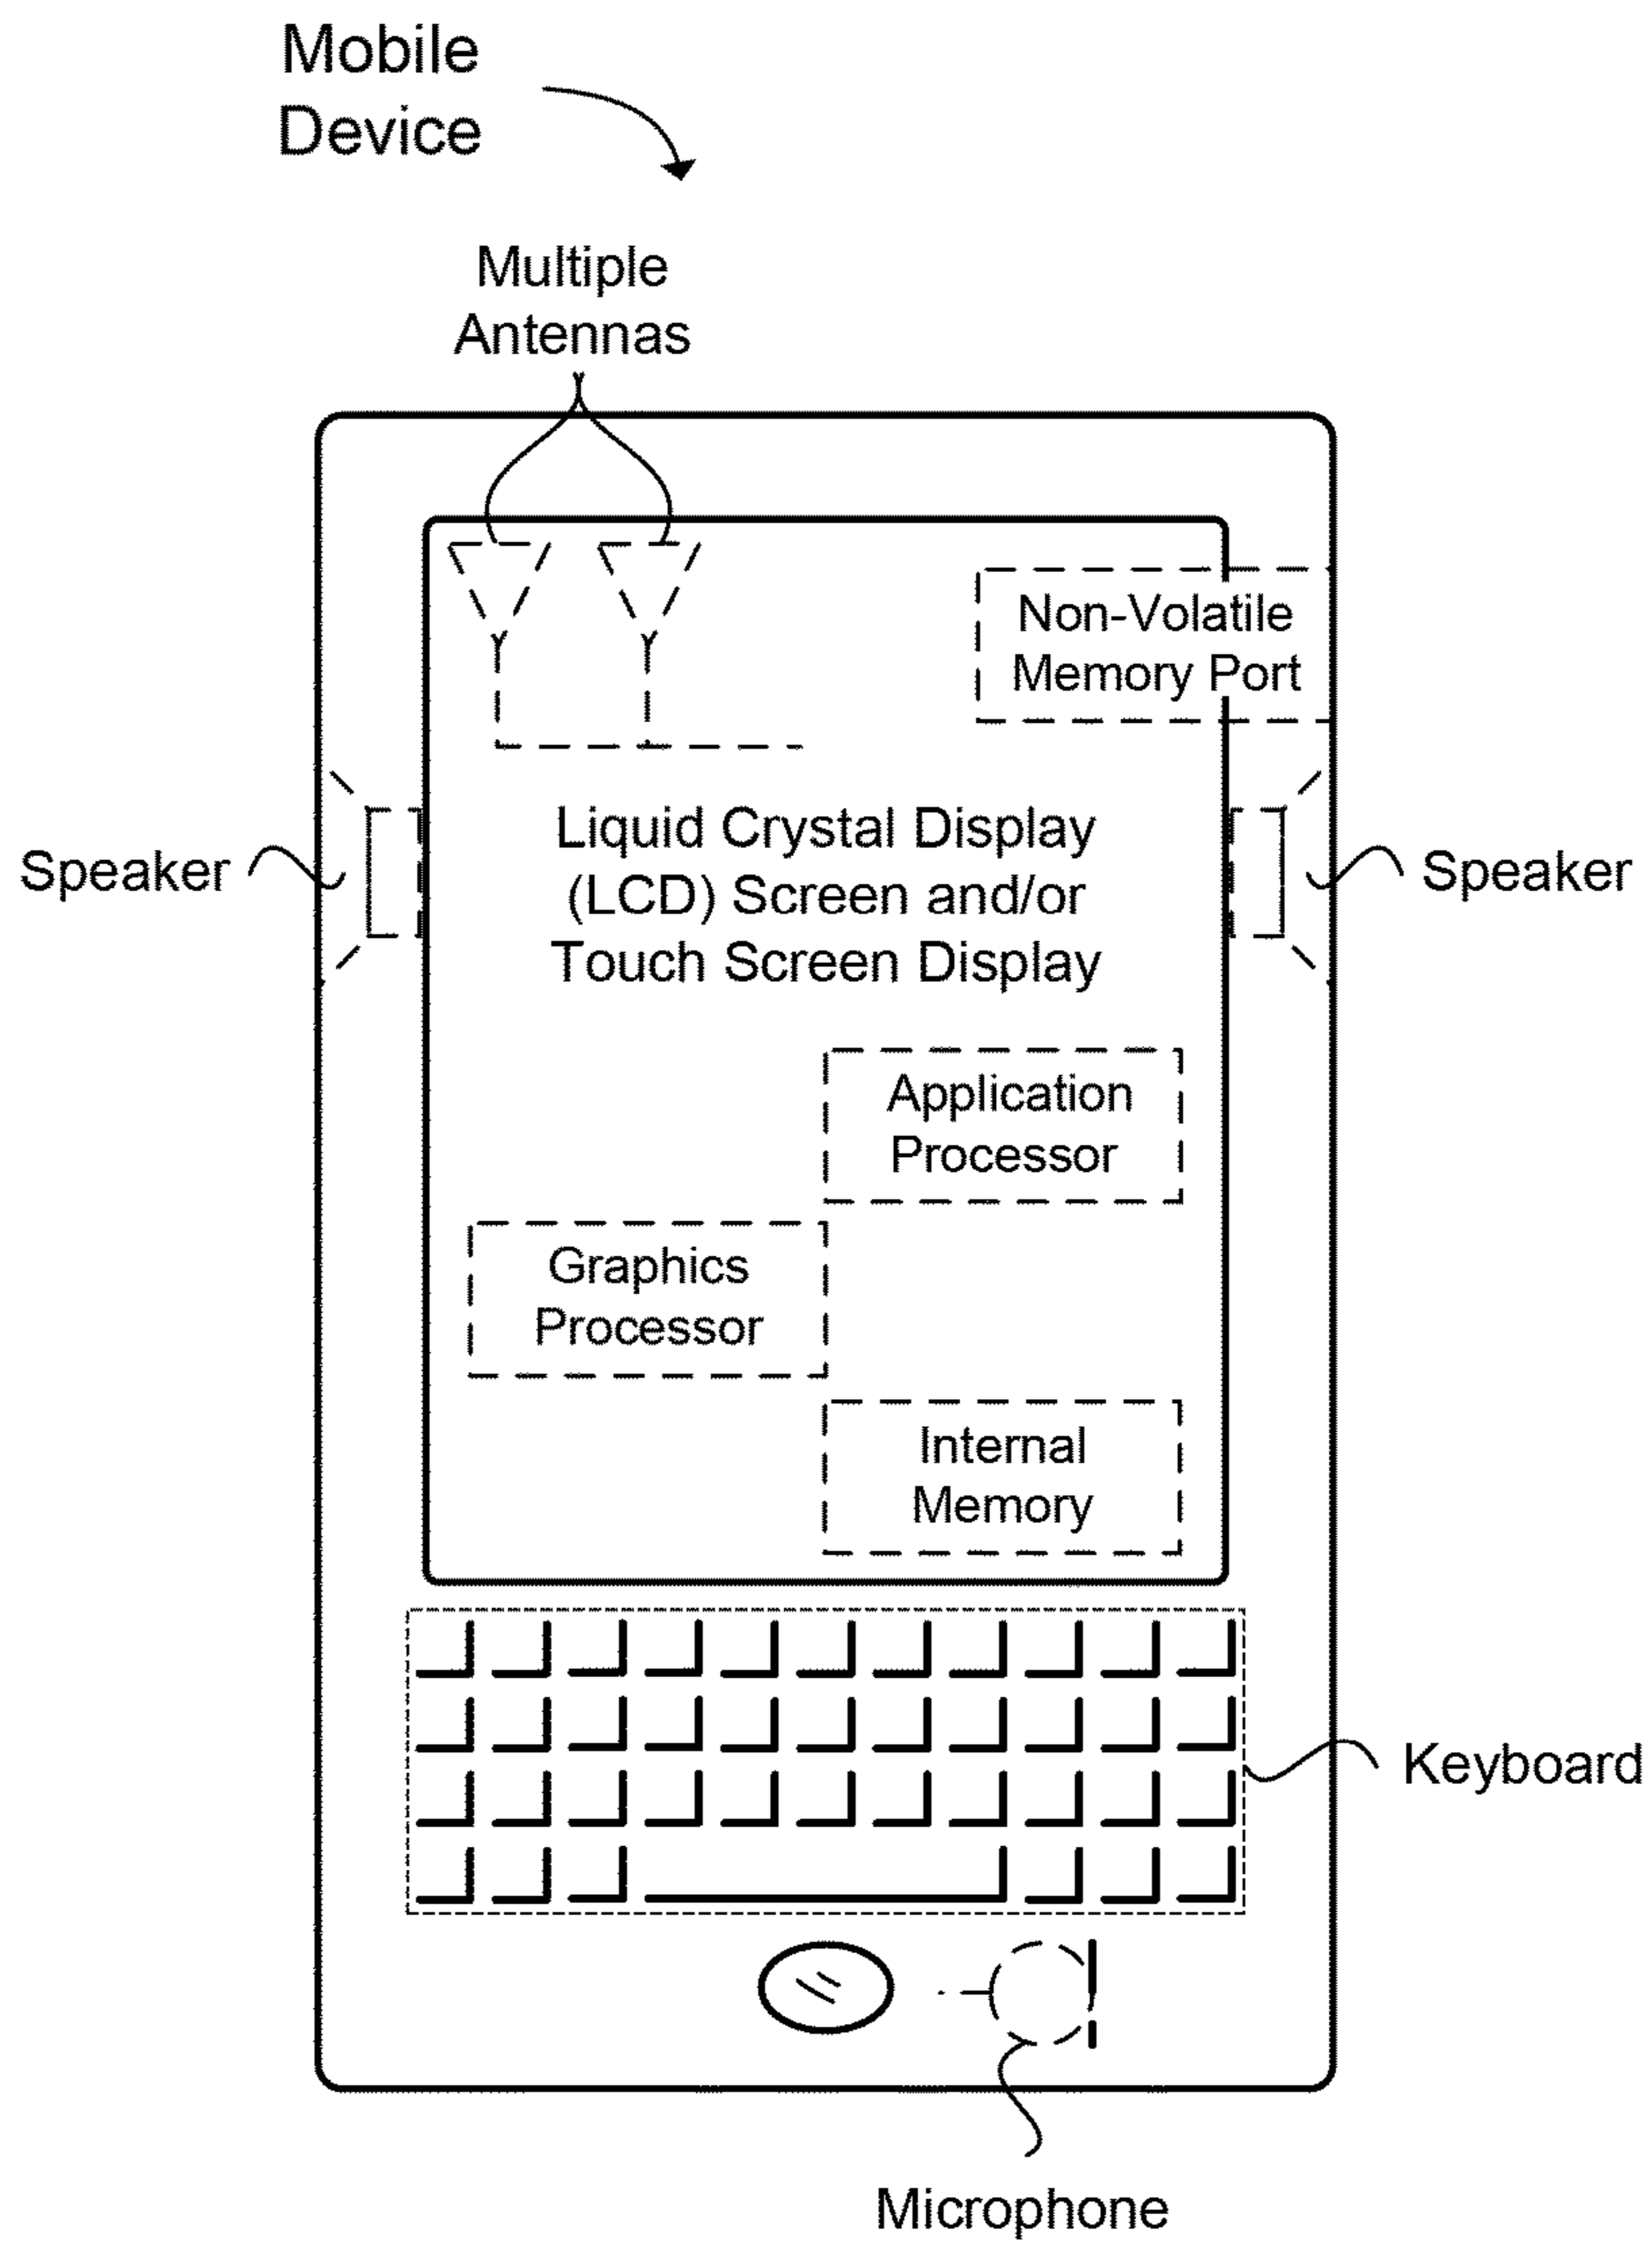 Mobile
Device
Multiple
Antennas
Non-Volatile
Memory Port
Liquid Crystal Display
(LCD) Screen and/or
Touch Screen Display
Speaker
Speaker
Application
Processor
Graphics
Processor
Internal
Memory
Keyboard
Microphone